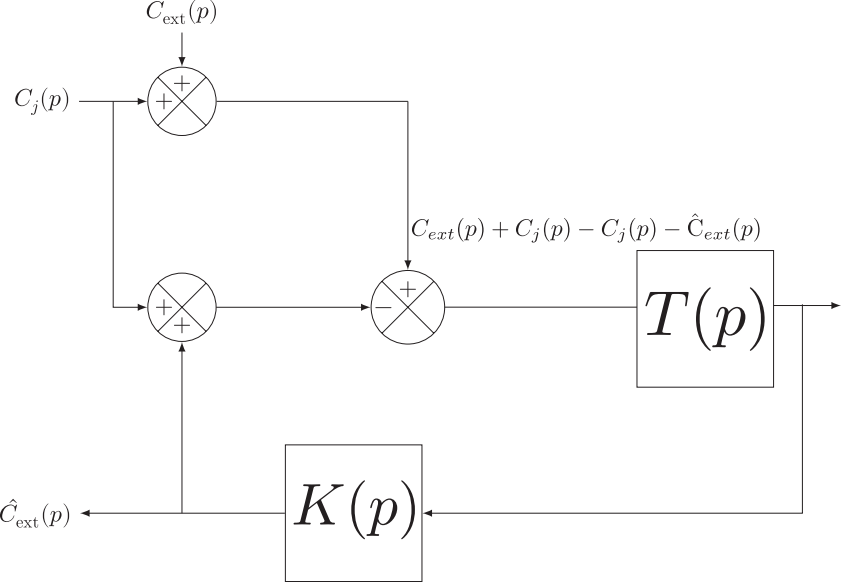 C_ext(p)
C_j(p)
+
+
C_ext(p) + C_j(p) − C_j(p) − Ĉ_ext(p)
+
+
+
−
T(p)
K(p)
Ĉ_ext(p)